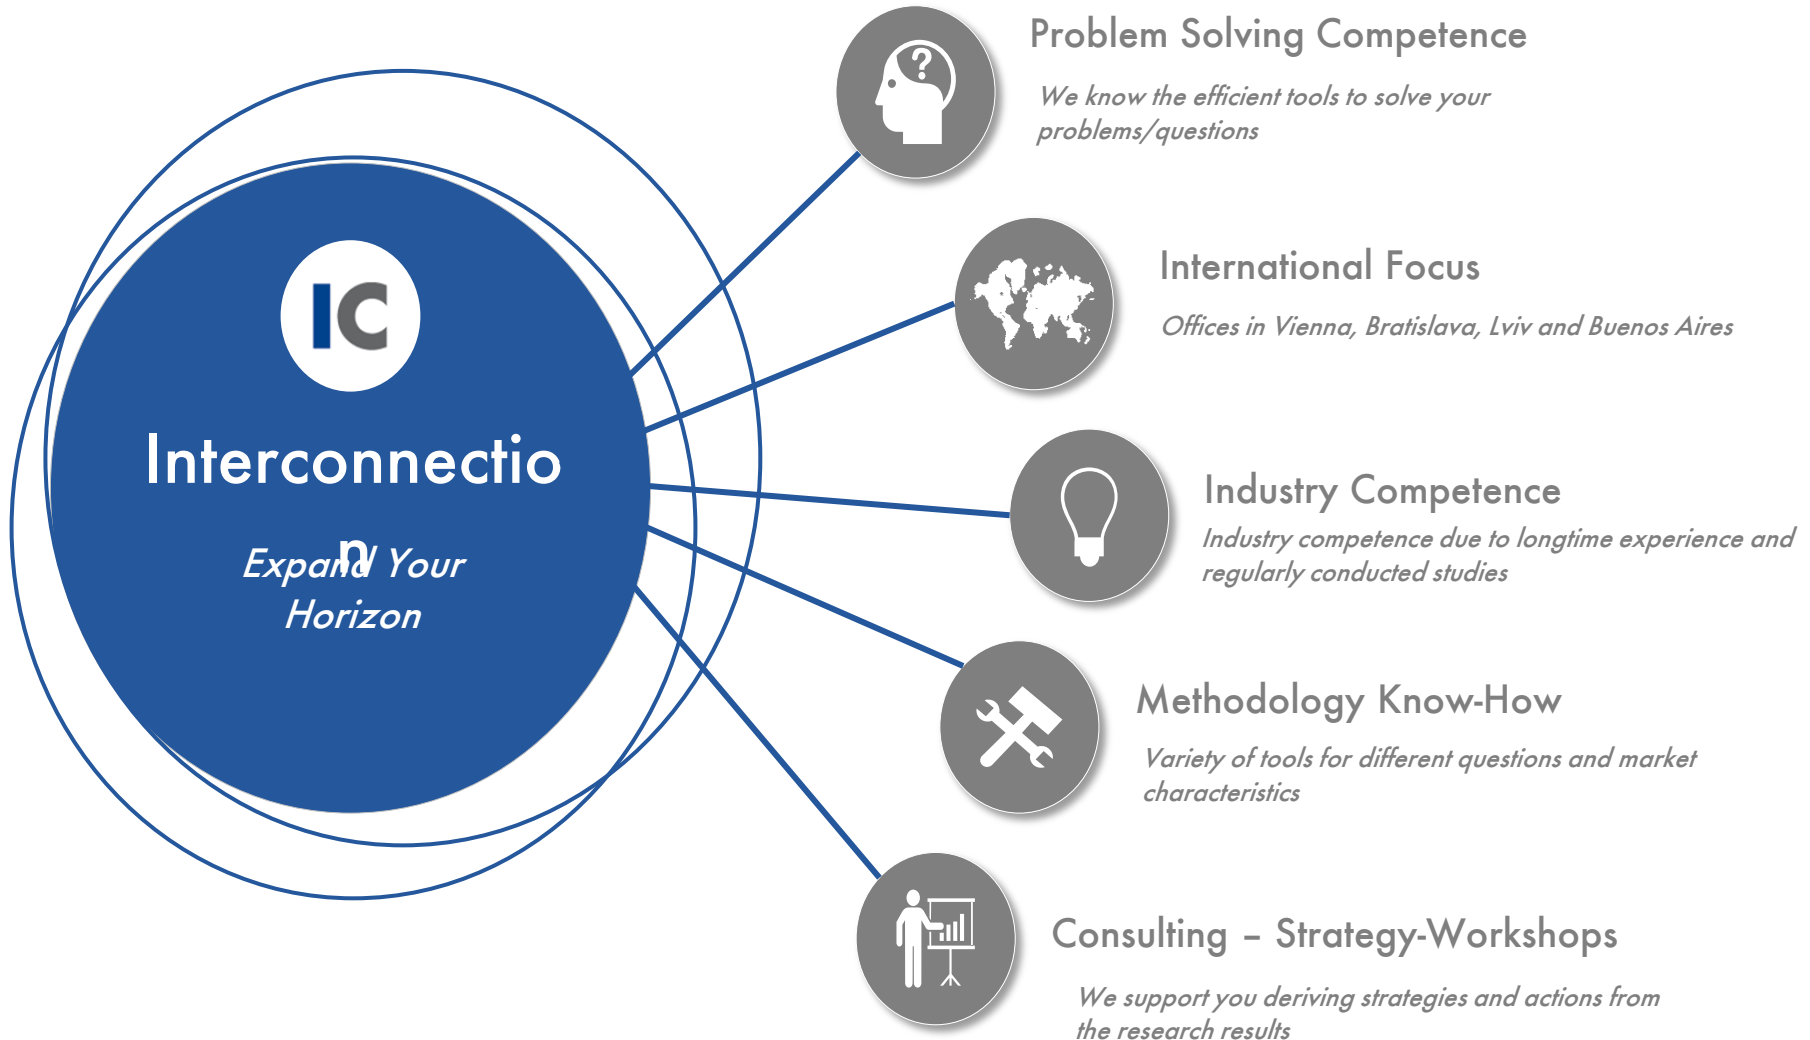 IC
Interconnectio
n
Expand Your
Horizon
?
Problem Solving Competence
We know the efficient tools to solve your
problems/questions
International Focus
Offices in Vienna, Bratislava, Lviv and Buenos Aires
Industry Competence
Industry competence due to longtime experience and
regularly conducted studies
Methodology Know-How
Variety of tools for different questions and market
characteristics
Consulting – Strategy-Workshops
We support you deriving strategies and actions from
the research results